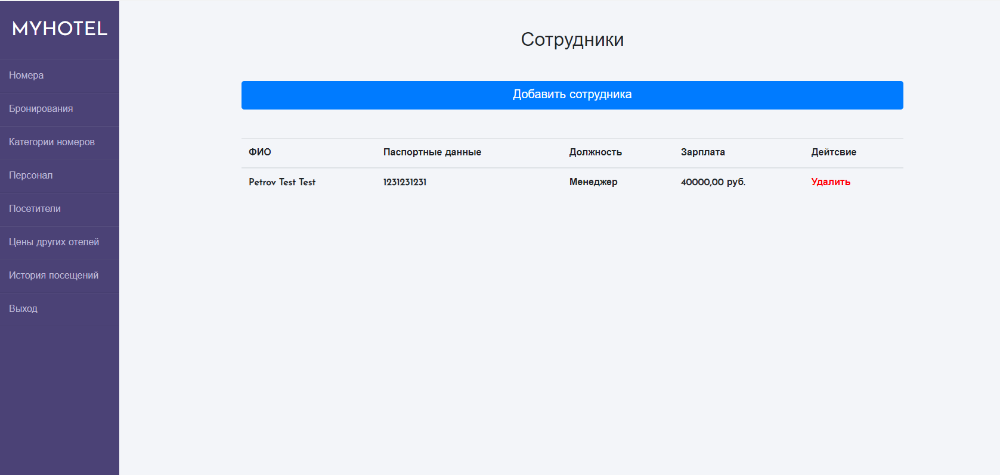 MYHOTEL
Номера
Бронирования
Категории номеров
Персонал
Посетители
Цены других отелей
История посещений
Выход
Сотрудники
Добавить сотрудника
ФИО Паспортные данные Должность Зарплата Дейтсвие
Petrov Test Test 1231231231 Менеджер 40000,00 руб. Удалить